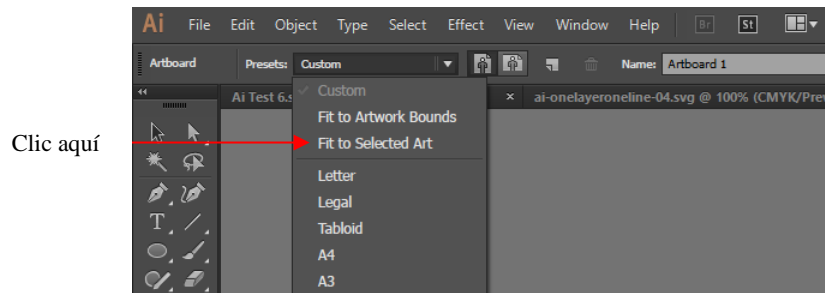 Ai File Edit Object Type Select Effect View Window Help Br St
Artboard Presets: Custom Name: Artboard 1
Ai Test 6.s × ai-onelayeroneline-04.svg @ 100% (CMYK/Prev
Custom
Fit to Artwork Bounds
Clic aquí Fit to Selected Art
Letter
Legal
Tabloid
A4
A3